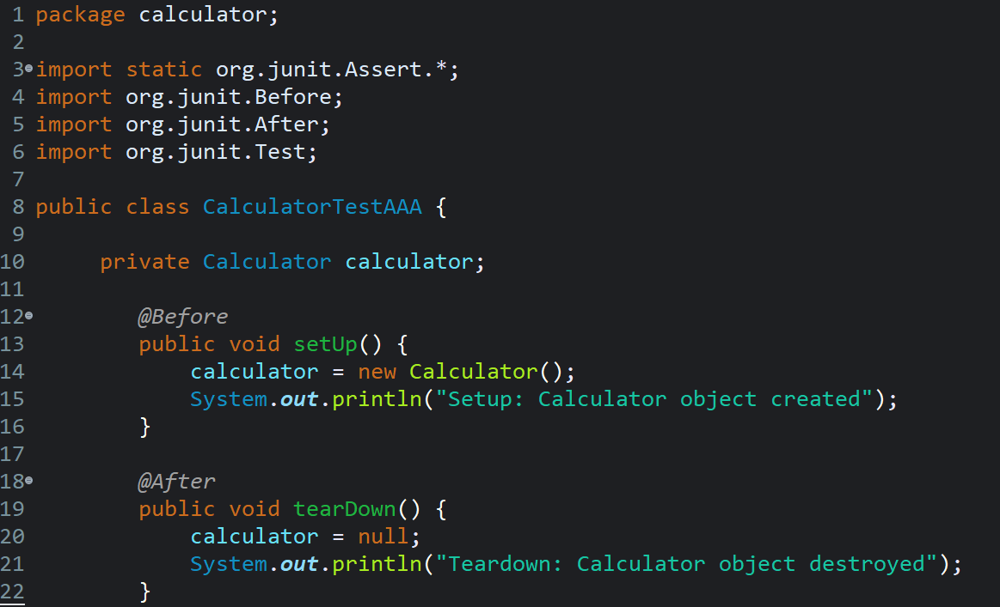 1 package calculator;
2
3 import static org.junit.Assert.*;
4 import org.junit.Before;
5 import org.junit.After;
6 import org.junit.Test;
7
8 public class CalculatorTestAAA {
9
10 private Calculator calculator;
11
12 @Before
13 public void setUp() {
14 calculator = new Calculator();
15 System.out.println("Setup: Calculator object created");
16 }
17
18 @After
19 public void tearDown() {
20 calculator = null;
21 System.out.println("Teardown: Calculator object destroyed");
22 }